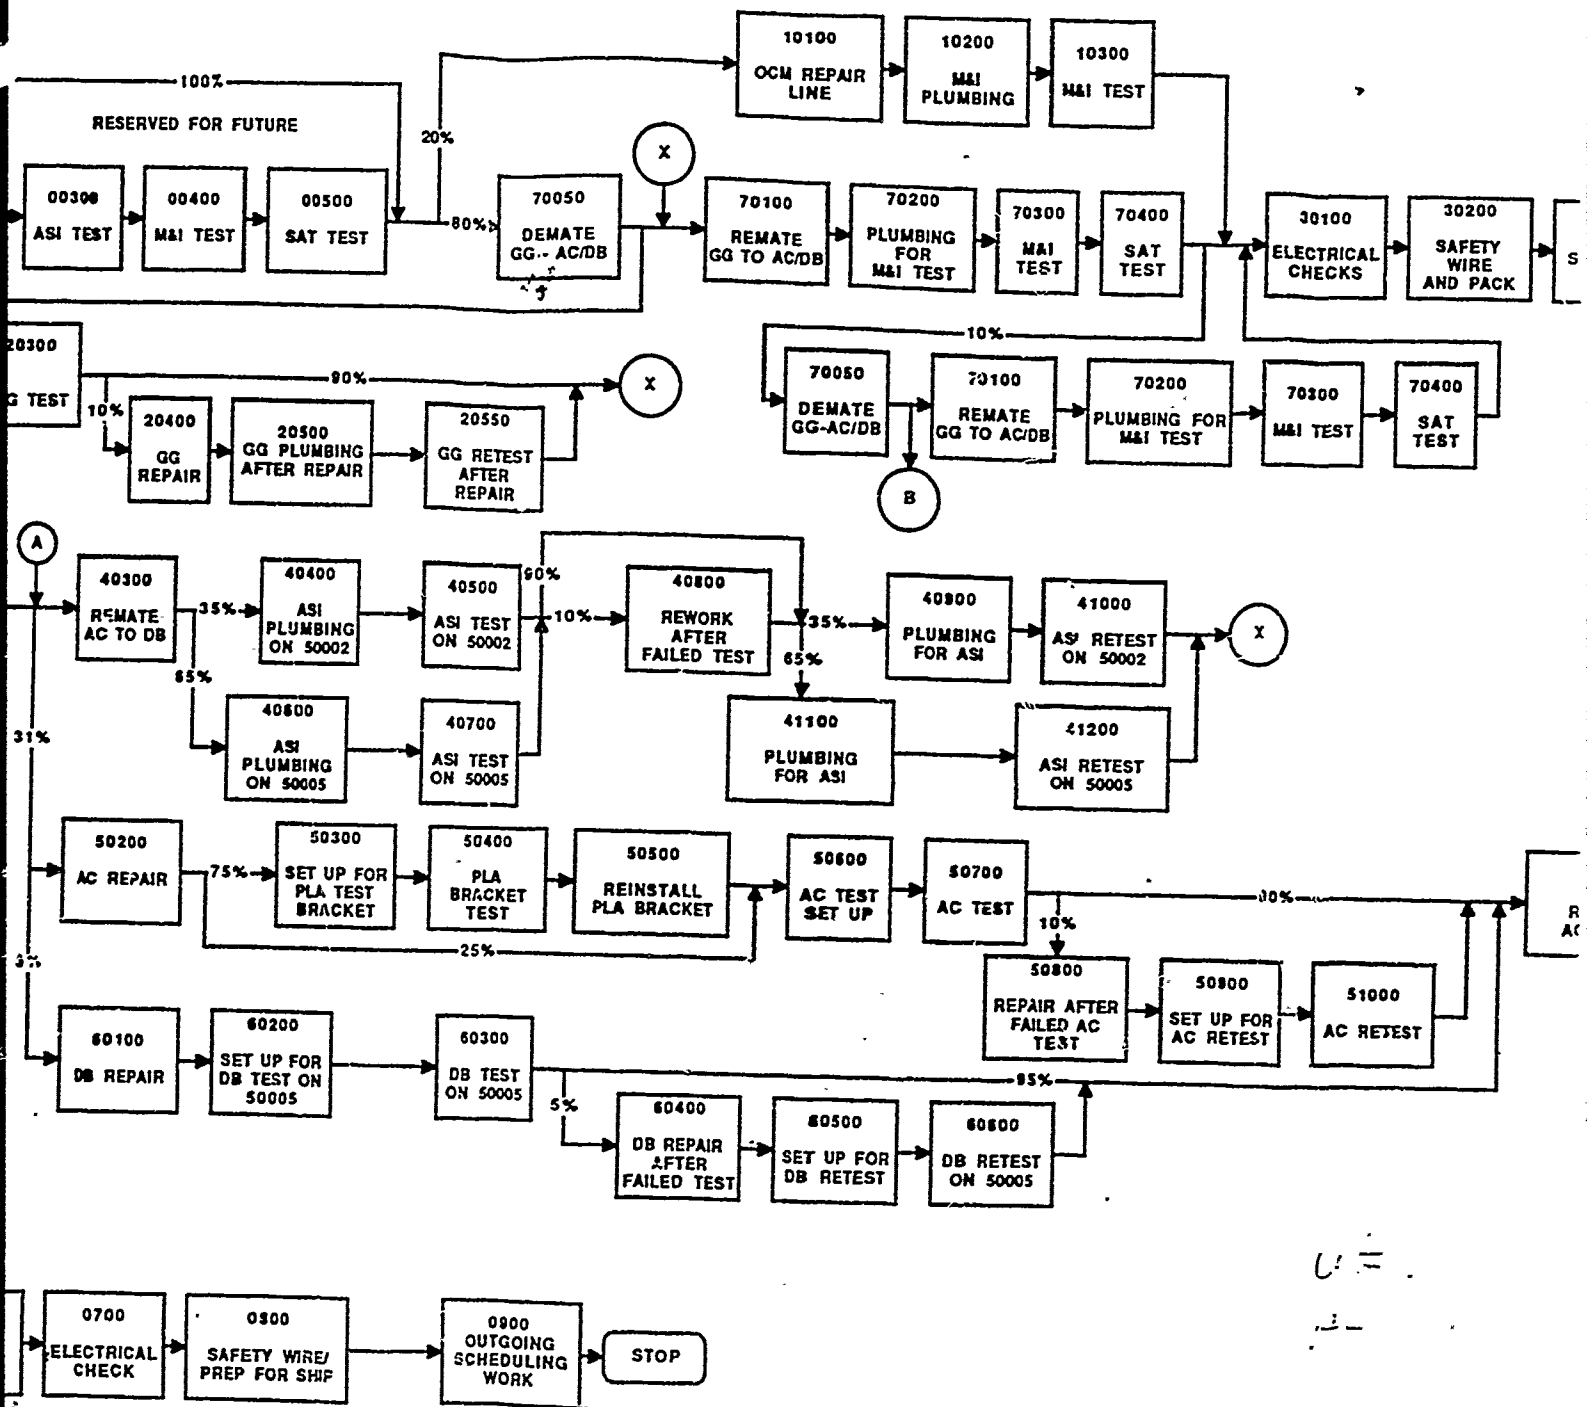 10100
OCM REPAIR
LINE
10200
M&I
PLUMBING
10300
M&I TEST
100%
RESERVED FOR FUTURE
20%
X
00300
ASI TEST
00400
M&I TEST
00500
SAT TEST
80%
70050
DEMATE
GG-AC/DB
70100
REMATE
GG TO AC/DB
70200
PLUMBING
FOR
M&I TEST
70300
M&I
TEST
70400
SAT
TEST
30100
ELECTRICAL
CHECKS
30200
SAFETY
WIRE
AND PACK
S
10%
20300
G TEST
90%
X
10%
20400
GG
REPAIR
20500
GG PLUMBING
AFTER REPAIR
20550
GG RETEST
AFTER
REPAIR
70050
DEMATE
GG-AC/DB
70100
REMATE
GG TO AC/DB
70200
PLUMBING FOR
M&I TEST
70300
M&I TEST
70400
SAT
TEST
B
A
40300
REMATE
AC TO DB
35%
40400
ASI
PLUMBING
ON 50002
40500
ASI TEST
ON 50002
90%
10%
40800
REWORK
AFTER
FAILED TEST
35%
40900
PLUMBING
FOR ASI
41000
ASI RETEST
ON 50002
X
65%
65%
40600
ASI
PLUMBING
ON 50005
40700
ASI TEST
ON 50005
41100
PLUMBING
FOR ASI
41200
ASI RETEST
ON 50005
31%
50200
AC REPAIR
75%
50300
SET UP FOR
PLA TEST
BRACKET
50400
PLA
BRACKET
TEST
50500
REINSTALL
PLA BRACKET
50600
AC TEST
SET UP
50700
AC TEST
90%
10%
R
AC
25%
50800
REPAIR AFTER
FAILED AC
TEST
50900
SET UP FOR
AC RETEST
51000
AC RETEST
60100
DB REPAIR
60200
SET UP FOR
DB TEST ON
50005
60300
DB TEST
ON 50005
95%
5%
60400
DB REPAIR
AFTER
FAILED TEST
60500
SET UP FOR
DB RETEST
60600
DB RETEST
ON 50005
0700
ELECTRICAL
CHECK
0800
SAFETY WIRE/
PREP FOR SHIP
0900
OUTGOING
SCHEDULING
WORK
STOP